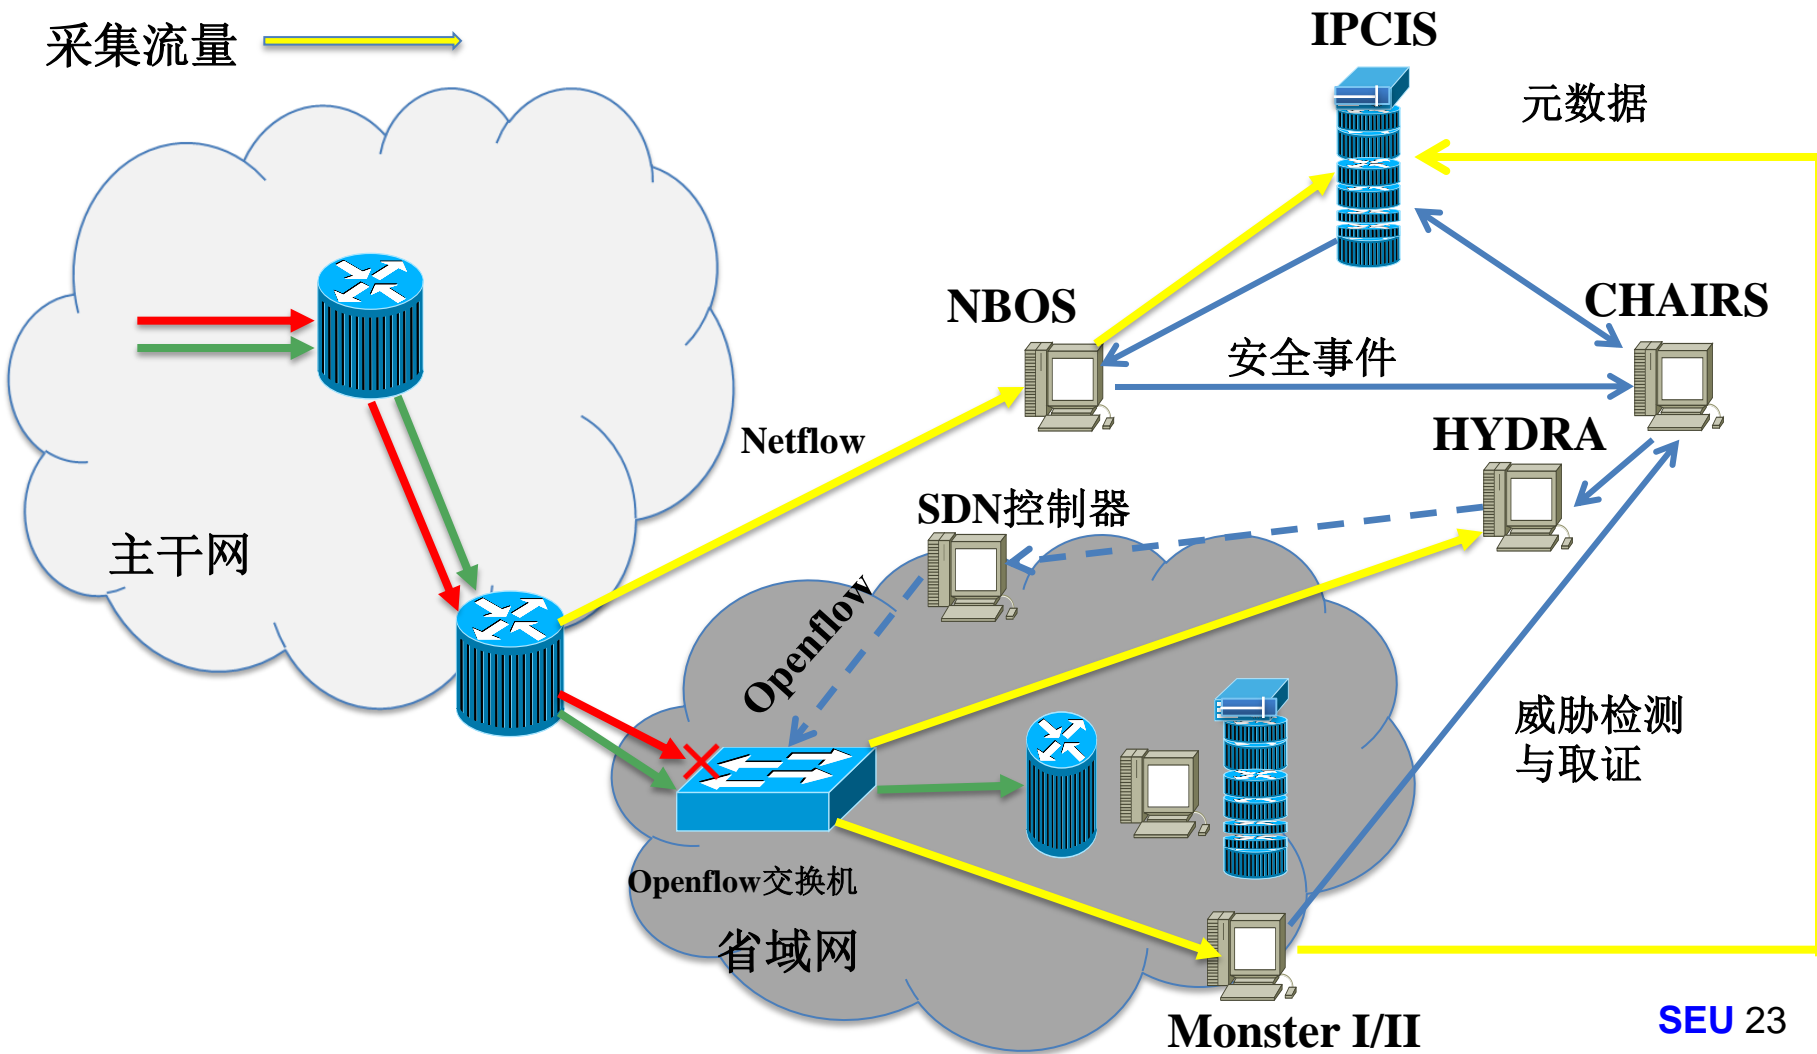 采集流量
IPCIS
元数据
NBOS
CHAIRS
安全事件
Netflow
HYDRA
SDN控制器
主干网
Openflow
威胁检测
与取证
Openflow交换机
省域网
Monster I/II
SEU 23